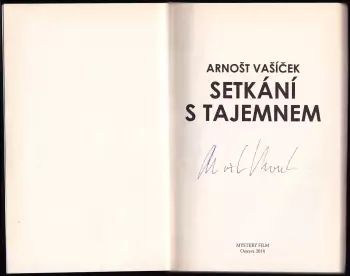 ARNOŠT VAŠÍČEK
SETKÁNÍ
S TAJEMNEM
MYSTERY FILM
Ostrava 2010